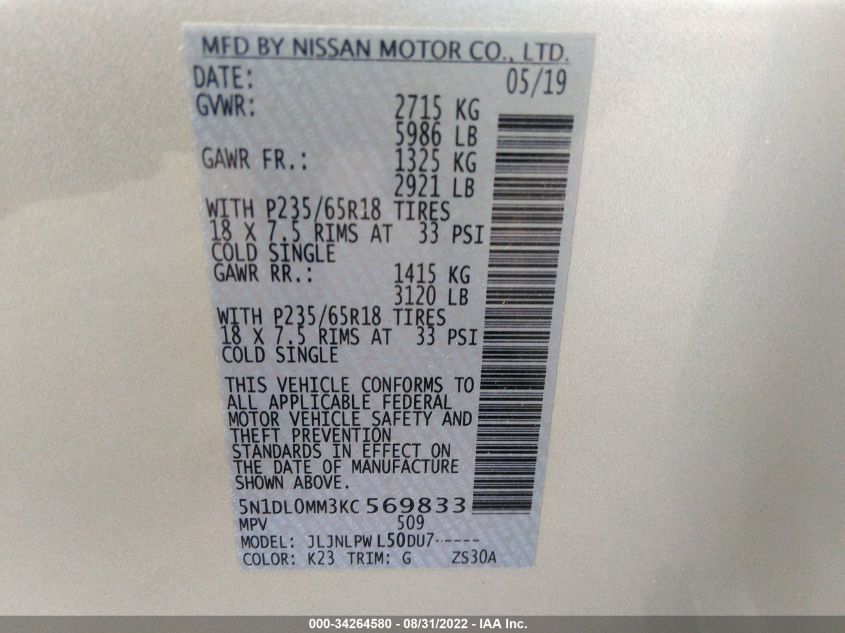 MFD BY NISSAN MOTOR CO., LTD.
DATE: 05/19
GVWR: 2715 KG
5986 LB
GAWR FR.: 1325 KG
2921 LB
WITH P235/65R18 TIRES
18 X 7.5 RIMS AT 33 PSI
COLD SINGLE
GAWR RR.: 1415 KG
3120 LB
WITH P235/65R18 TIRES
18 X 7.5 RIMS AT 33 PSI
COLD SINGLE
THIS VEHICLE CONFORMS TO
ALL APPLICABLE FEDERAL
MOTOR VEHICLE SAFETY AND
THEFT PREVENTION
STANDARDS IN EFFECT ON
THE DATE OF MANUFACTURE
SHOWN ABOVE.
5N1DL0MM3KC569833
MPV 509
MODEL: JLJNLPWL50DU7-----
COLOR: K23 TRIM: G ZS30A
000-34264580 - 08/31/2022 - IAA Inc.